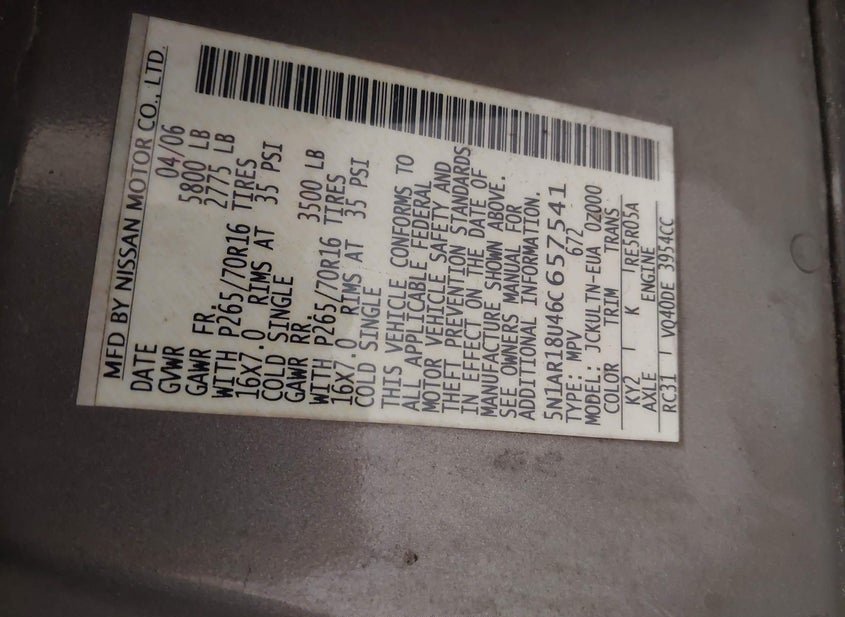 MFD BY NISSAN MOTOR CO., LTD.
DATE 04/06
GVWR 5800 LB
GAWR FR. 2775 LB
WITH P265/70R16 TIRES
16X7.0 RIMS AT 35 PSI
COLD SINGLE
GAWR RR. 3500 LB
WITH P265/70R16 TIRES
16X7.0 RIMS AT 35 PSI
COLD SINGLE
THIS VEHICLE CONFORMS TO
ALL APPLICABLE FEDERAL
MOTOR VEHICLE SAFETY AND
THEFT PREVENTION STANDARDS
IN EFFECT ON THE DATE OF
MANUFACTURE SHOWN ABOVE.
SEE OWNERS MANUAL FOR
ADDITIONAL INFORMATION.
5N1AR18U46C657541
TYPE: MPV 672
MODEL: JCKULTN-EUA 02000
COLOR TRIM TRANS
KY2 K RE5R05A
AXLE ENGINE
RC31 VQ40DE 3954CC